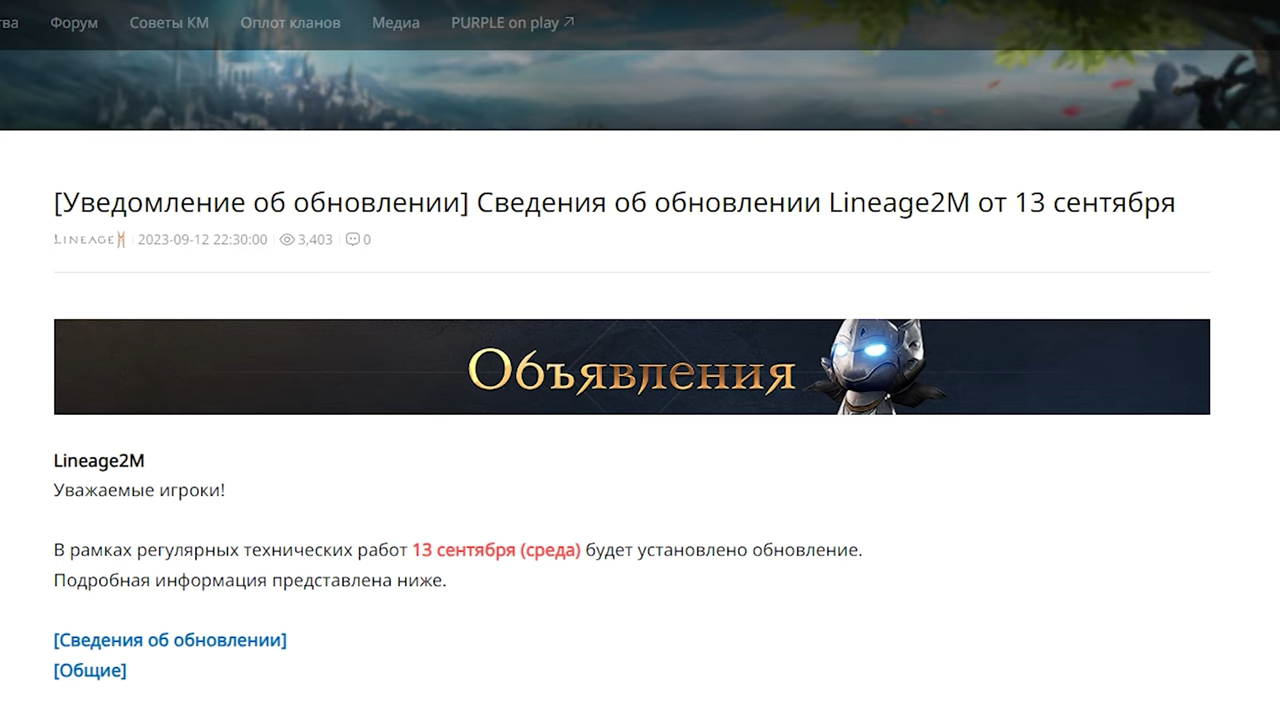 Форум Советы КМ Оплот кланов Медиа PURPLE on play
[Уведомление об обновлении] Сведения об обновлении Lineage2M от 13 сентября
LINEAGE M 2023-09-12 22:30:00 3,403 0
Объявления
Lineage2M
Уважаемые игроки!
В рамках регулярных технических работ 13 сентября (среда) будет установлено обновление.
Подробная информация представлена ниже.
[Сведения об обновлении]
[Общие]